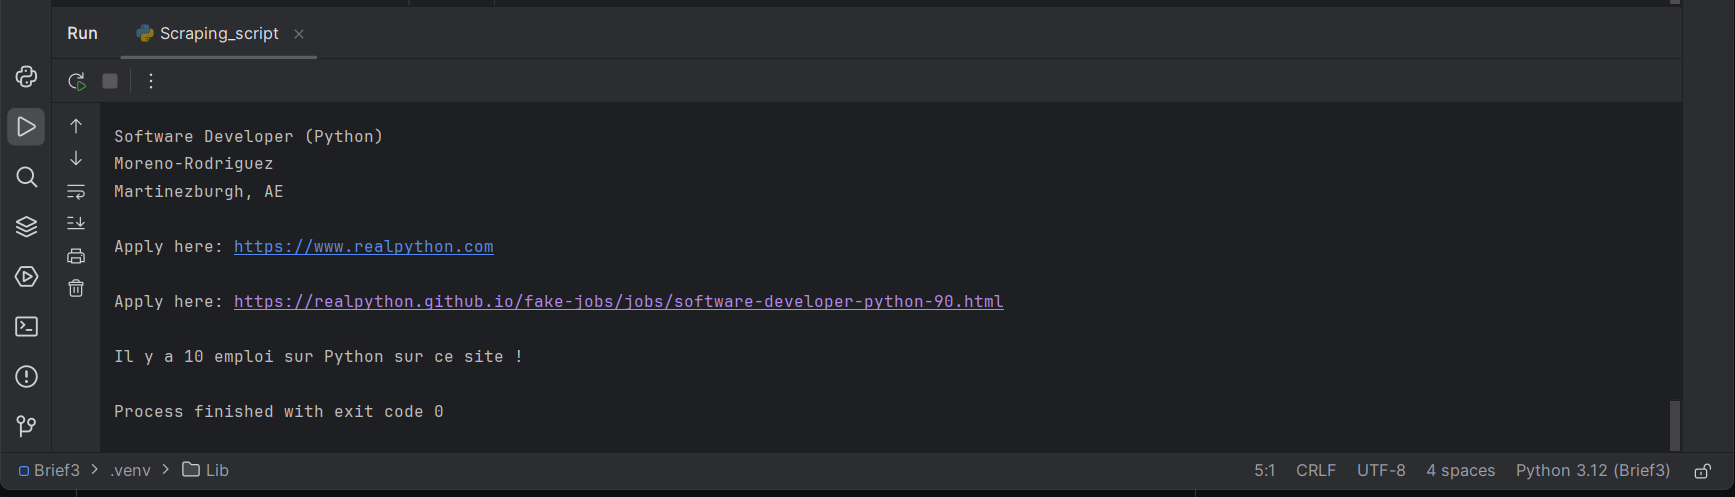 Run Scraping_script
Software Developer (Python)
Moreno-Rodriguez
Martinezburgh, AE
Apply here: https://www.realpython.com
Apply here: https://realpython.github.io/fake-jobs/jobs/software-developer-python-90.html
Il y a 10 emploi sur Python sur ce site !
Process finished with exit code 0
Brief3 > .venv > Lib 5:1 CRLF UTF-8 4 spaces Python 3.12 (Brief3)